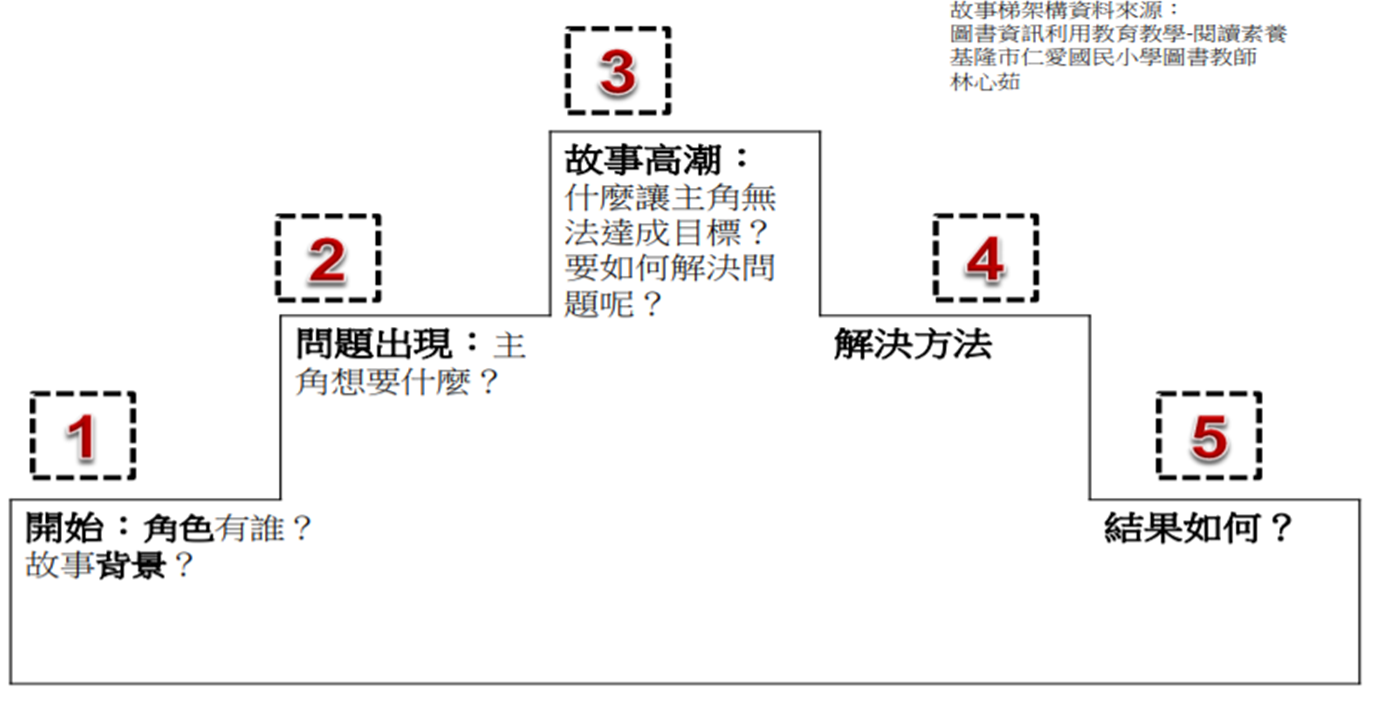 故事梯架構資料來源：
圖書資訊利用教育教學-閱讀素養
基隆市仁愛國民小學圖書教師
林心茹
1
開始：角色有誰？
故事背景？
2
問題出現：主
角想要什麼？
3
故事高潮：
什麼讓主角無
法達成目標？
要如何解決問
題呢？
4
解決方法
5
結果如何？